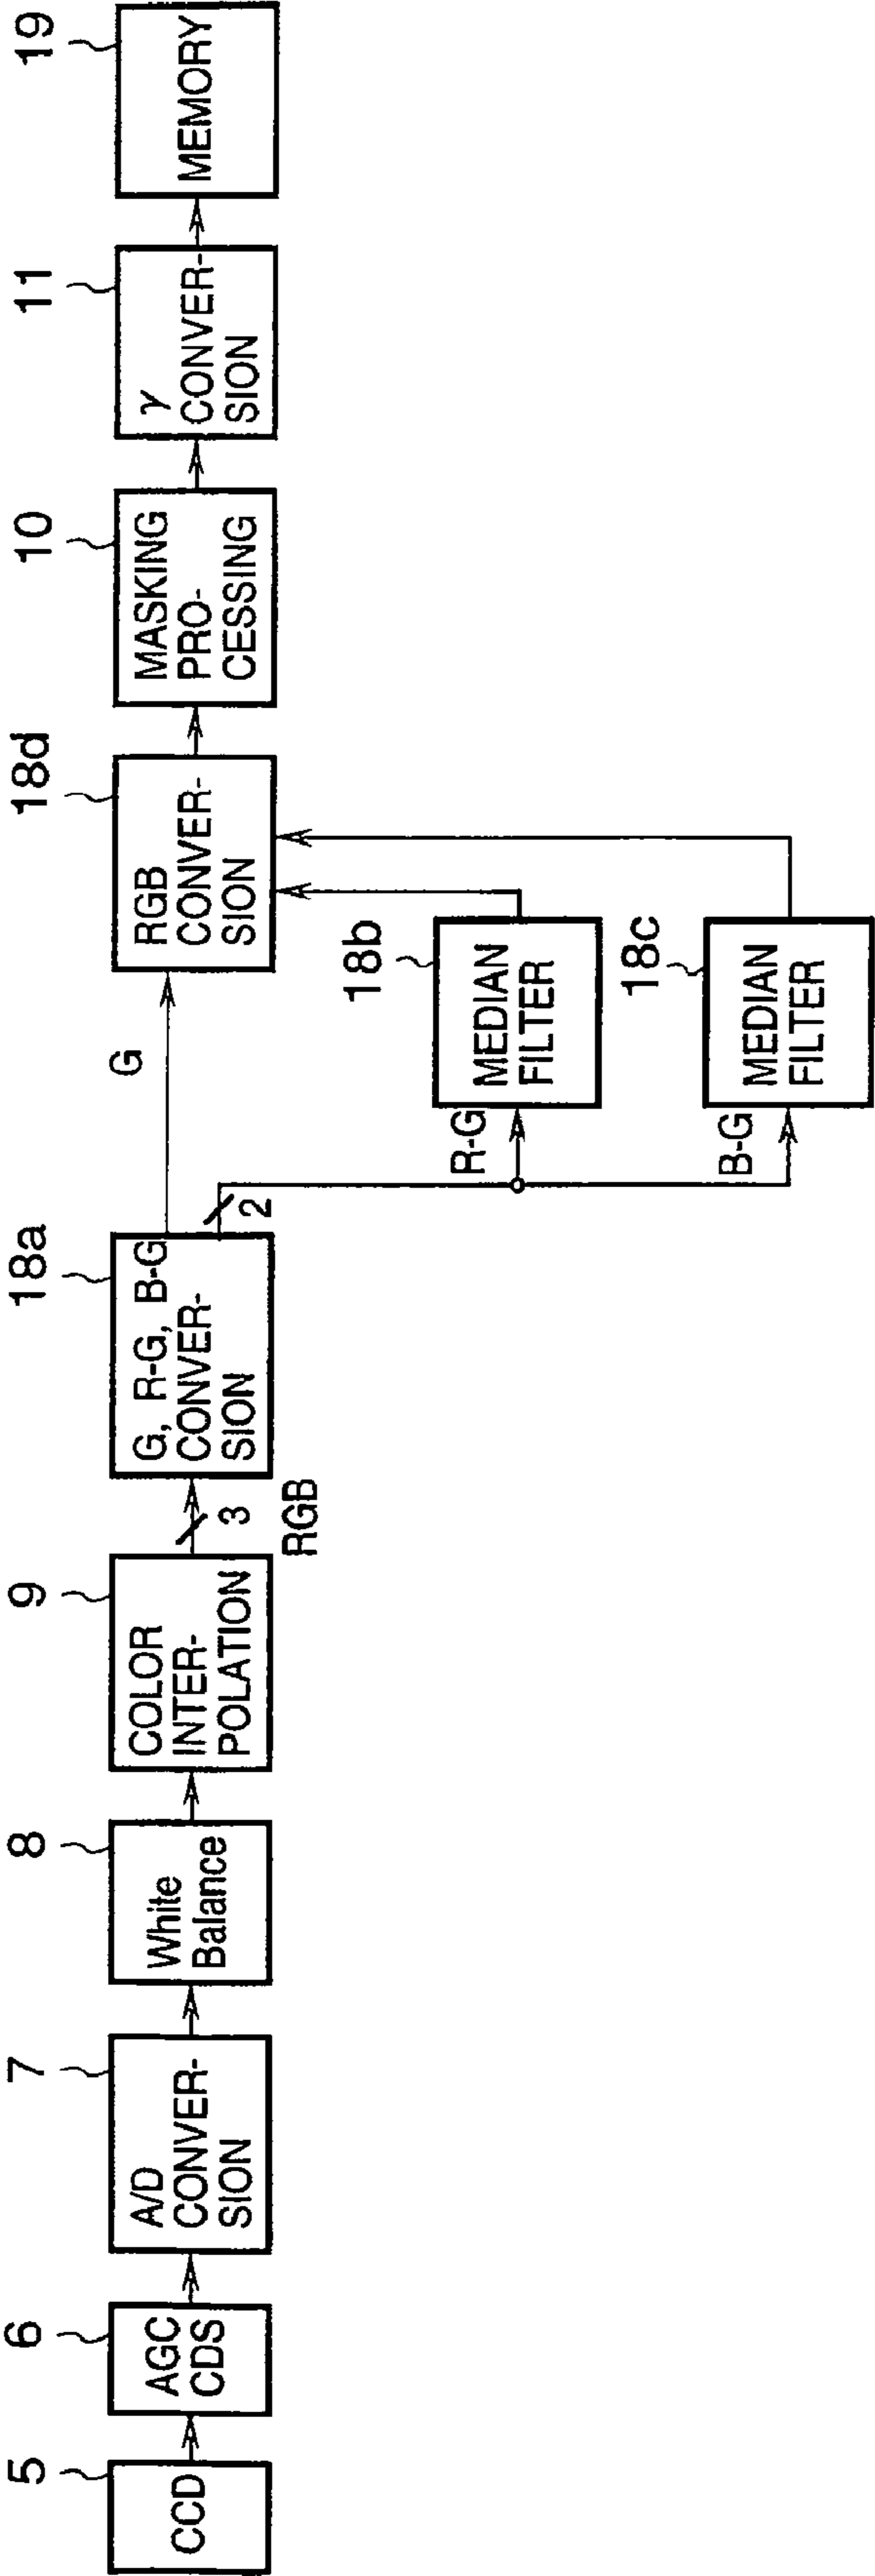 5
CCD
6
AGC
CDS
7
A/D
CONVER-
SION
8
White
Balance
9
COLOR
INTER-
POLATION
3
RGB
18a
G, R-G, B-G
CONVER-
SION
2
G
R-G
18b
MEDIAN
FILTER
B-G
18c
MEDIAN
FILTER
18d
RGB
CONVER-
SION
10
MASKING
PRO-
CESSING
11
γ
CONVER-
SION
19
MEMORY